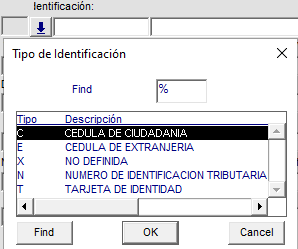 lentificación:
Tipo de Identificación
Find %
Tipo Descripción
C CEDULA DE CIUDADANIA
E CEDULA DE EXTRANJERIA
X NO DEFINIDA
N NUMERO DE IDENTIFICACION TRIBUTARIA
T TARJETA DE IDENTIDAD
Find OK Cancel